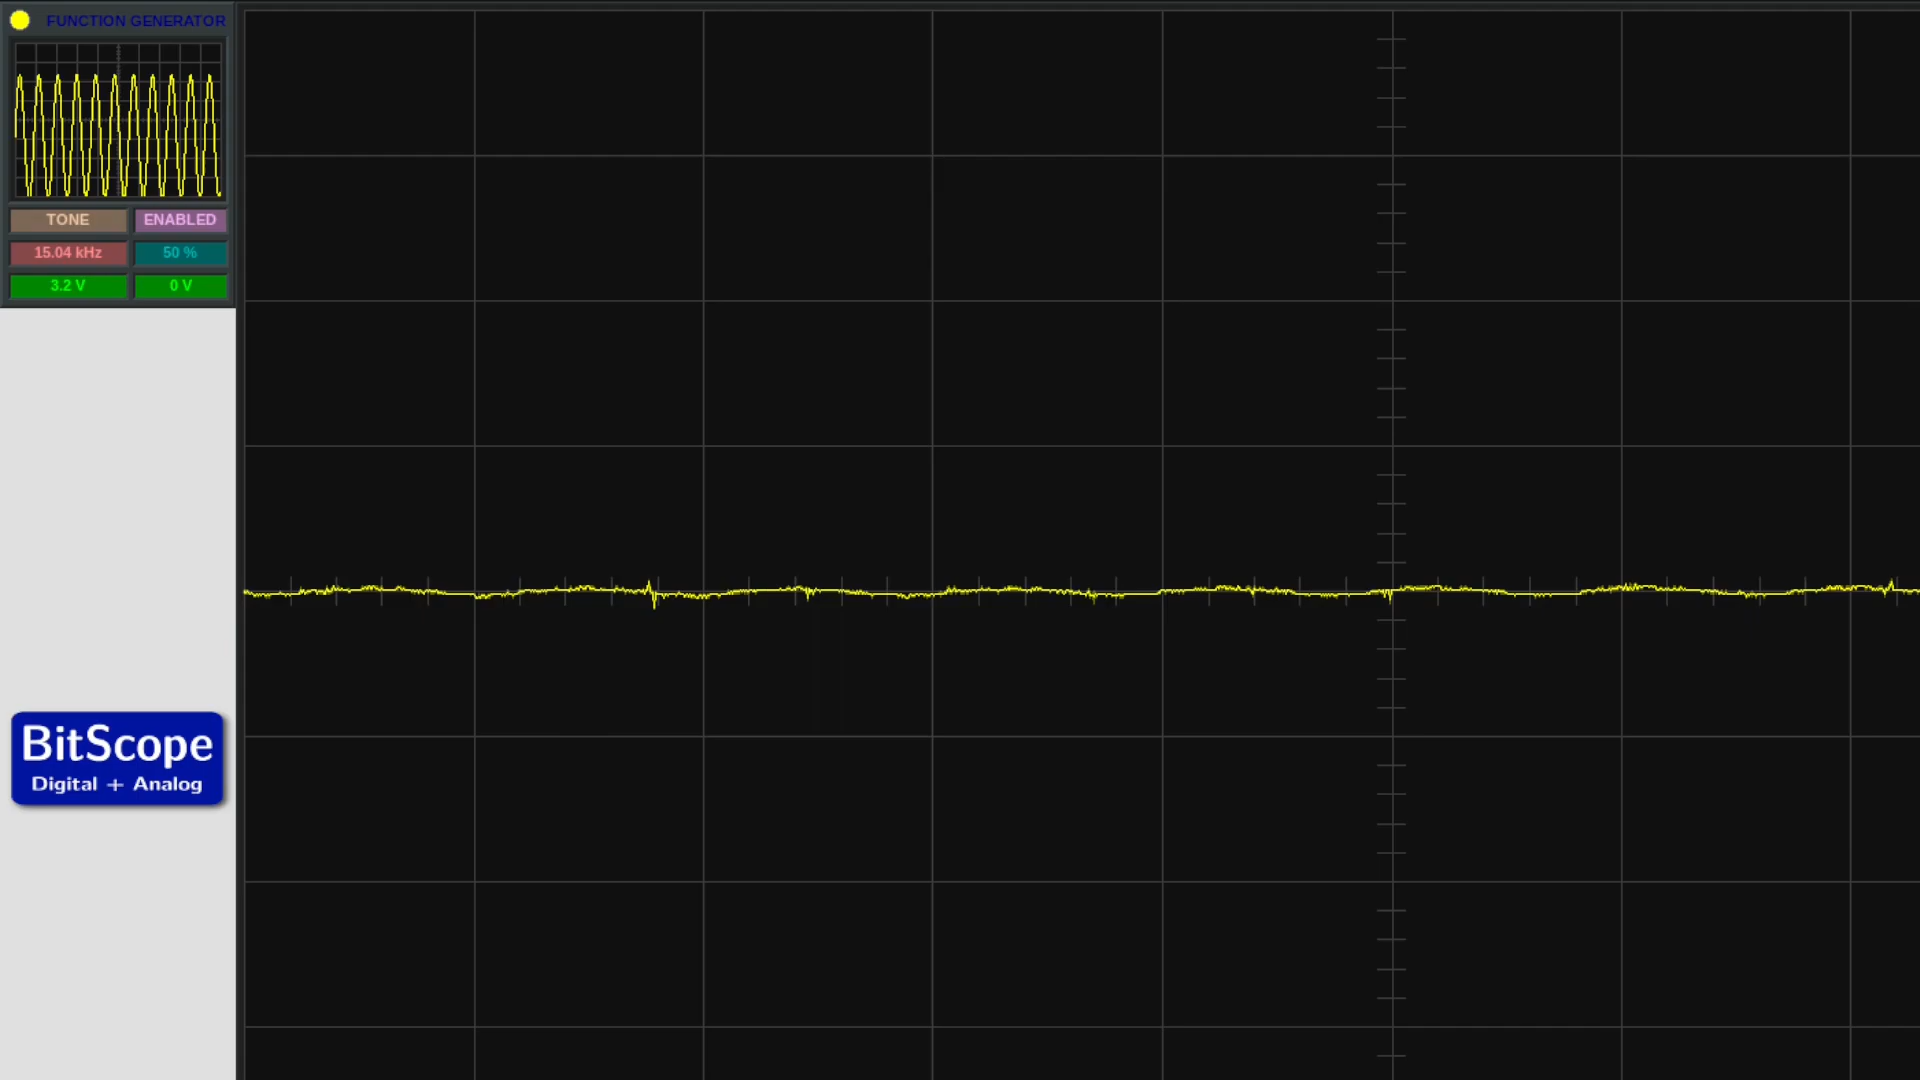 FUNCTION GENERATOR
TONE ENABLED
15.04 kHz 50 %
3.2 V 0 V
BitScope
Digital + Analog